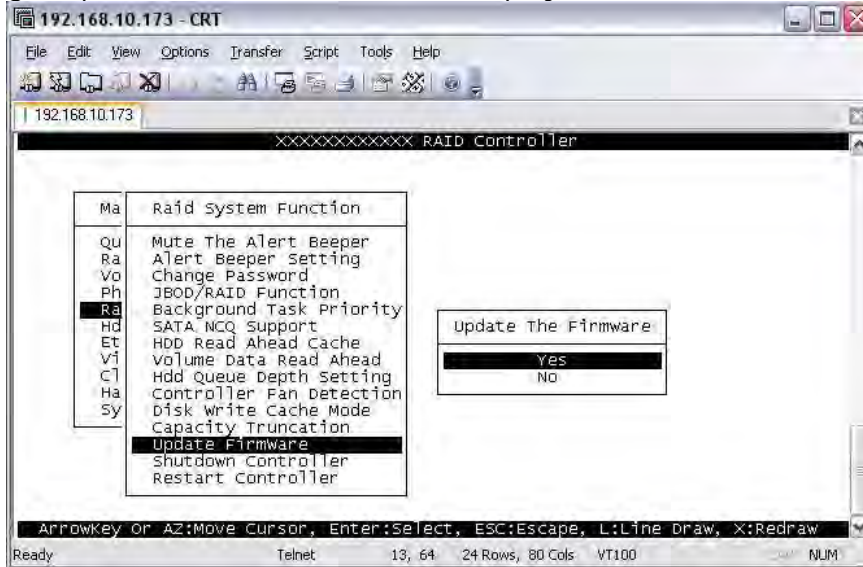 192.168.10.173 - CRT
File Edit View Options Transfer Script Tools Help
192.168.10.173
XXXXXXXXXXXX RAID Controller
Ma
Qu
Ra
Vo
Ph
Ra
Hd
Et
Vi
Cl
Ha
Sy
Raid System Function
Mute The Alert Beeper
Alert Beeper Setting
Change Password
JBOD/RAID Function
Background Task Priority
SATA NCQ Support
HDD Read Ahead Cache
Volume Data Read Ahead
Hdd Queue Depth Setting
Controller Fan Detection
Disk Write Cache Mode
Capacity Truncation
Update FirmWare
Shutdown Controller
Restart Controller
Update The Firmware
Yes
No
ArrowKey Or AZ:Move Cursor, Enter:Select, ESC:Escape, L:Line Draw, X:Redraw
Ready Telnet 13, 64 24 Rows, 80 Cols VT100 NUM